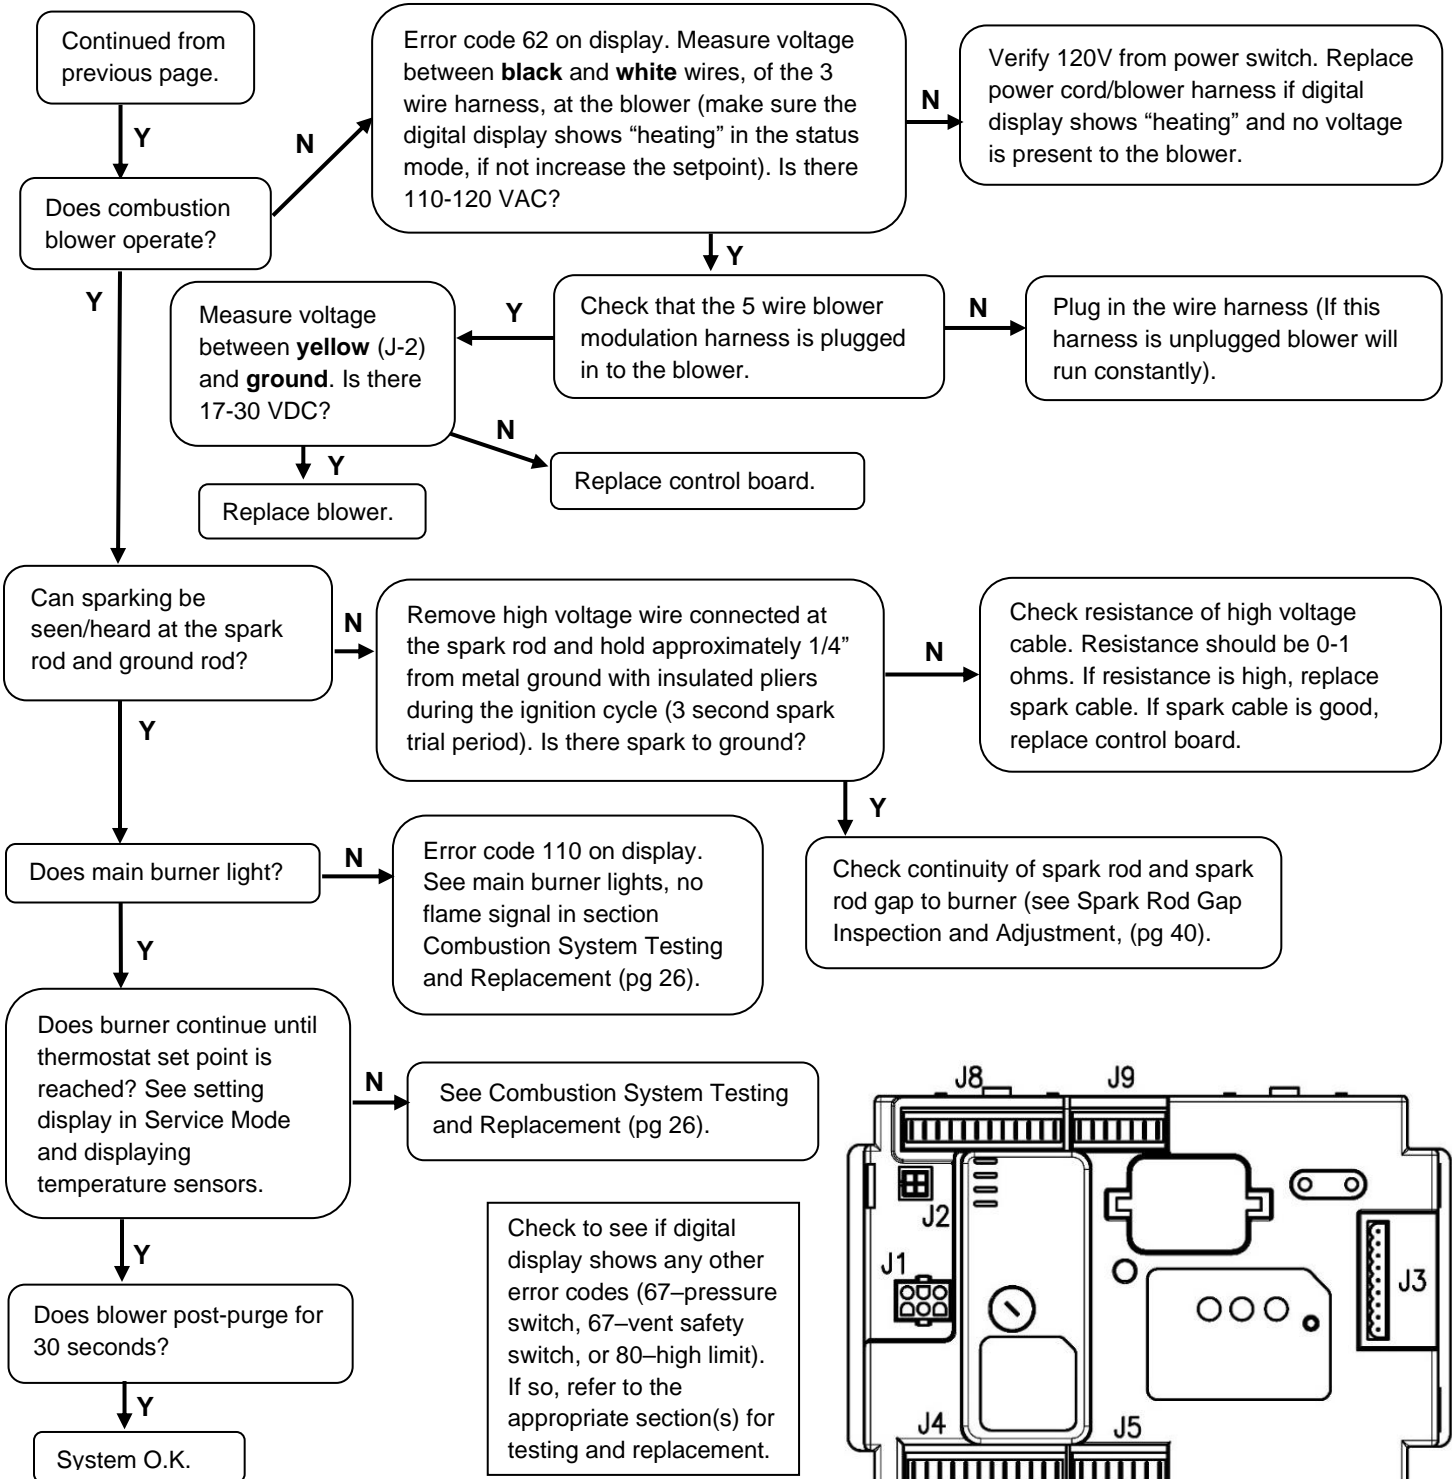 Continued from
previous page.
Y
N
Does combustion
blower operate?
Error code 62 on display. Measure voltage
between black and white wires, of the 3
wire harness, at the blower (make sure the
digital display shows “heating” in the status
mode, if not increase the setpoint). Is there
110-120 VAC?
N
Verify 120V from power switch. Replace
power cord/blower harness if digital
display shows “heating” and no voltage
is present to the blower.
Y
Y
Measure voltage
between yellow (J-2)
and ground. Is there
17-30 VDC?
Y
Check that the 5 wire blower
modulation harness is plugged
in to the blower.
N
Plug in the wire harness (If this
harness is unplugged blower will
run constantly).
N
Y
Replace control board.
Replace blower.
Can sparking be
seen/heard at the spark
rod and ground rod?
N
Remove high voltage wire connected at
the spark rod and hold approximately 1/4”
from metal ground with insulated pliers
during the ignition cycle (3 second spark
trial period). Is there spark to ground?
N
Check resistance of high voltage
cable. Resistance should be 0-1
ohms. If resistance is high, replace
spark cable. If spark cable is good,
replace control board.
Y
Y
Does main burner light?
N
Error code 110 on display.
See main burner lights, no
flame signal in section
Combustion System Testing
and Replacement (pg 26).
Check continuity of spark rod and spark
rod gap to burner (see Spark Rod Gap
Inspection and Adjustment, (pg 40).
Y
Does burner continue until
thermostat set point is
reached? See setting
display in Service Mode
and displaying
temperature sensors.
N
See Combustion System Testing
and Replacement (pg 26).
Y
Does blower post-purge for
30 seconds?
Y
System O.K.
Check to see if digital
display shows any other
error codes (67–pressure
switch, 67–vent safety
switch, or 80–high limit).
If so, refer to the
appropriate section(s) for
testing and replacement.
J8
J9
J2
J1
J3
J4
J5